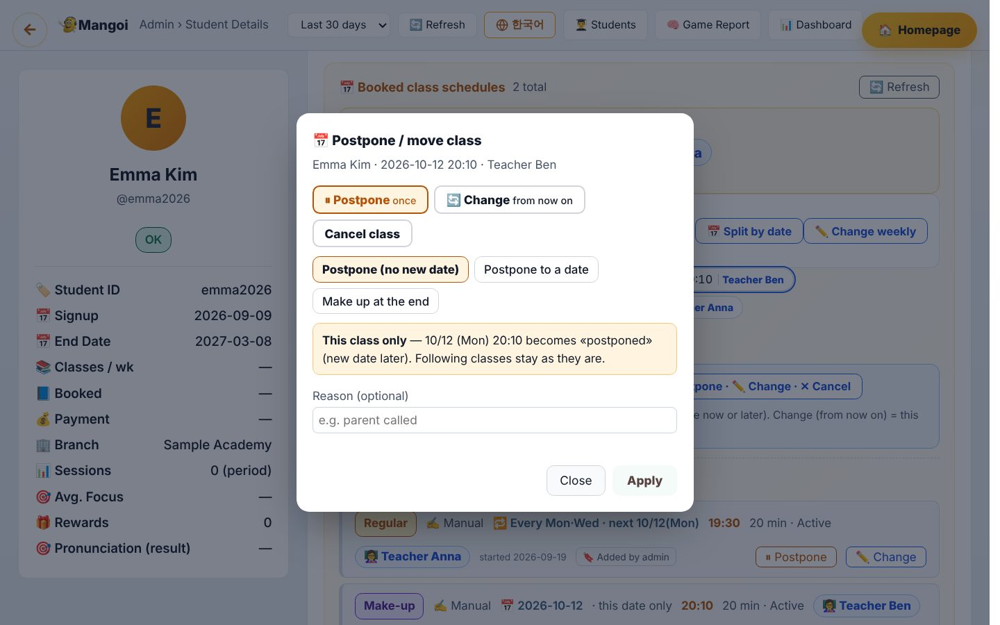 Mangoi Admin › Student Details Last 30 days Refresh 한국어 Students Game Report Dashboard Homepage
E
Emma Kim
@emma2026
OK
Student ID emma2026
Signup 2026-09-09
End Date 2027-03-08
Classes / wk —
Booked —
Payment —
Branch Sample Academy
Sessions 0 (period)
Avg. Focus —
Rewards 0
Pronunciation (result) —
Booked class schedules 2 total Refresh
Split by date Change weekly
:10 Teacher Ben
er Anna
pone · ✏️ Change · ✕ Cancel
e now or later). Change (from now on) = this
Postpone / move class
Emma Kim · 2026-10-12 20:10 · Teacher Ben
Postpone once Change from now on
Cancel class
Postpone (no new date) Postpone to a date
Make up at the end
This class only — 10/12 (Mon) 20:10 becomes «postponed»
(new date later). Following classes stay as they are.
Reason (optional)
e.g. parent called
Close Apply
Regular Manual Every Mon·Wed · next 10/12(Mon) 19:30 20 min · Active
Teacher Anna started 2026-09-19 Added by admin Postpone Change
Make-up Manual 2026-10-12 · this date only 20:10 20 min · Active Teacher Ben